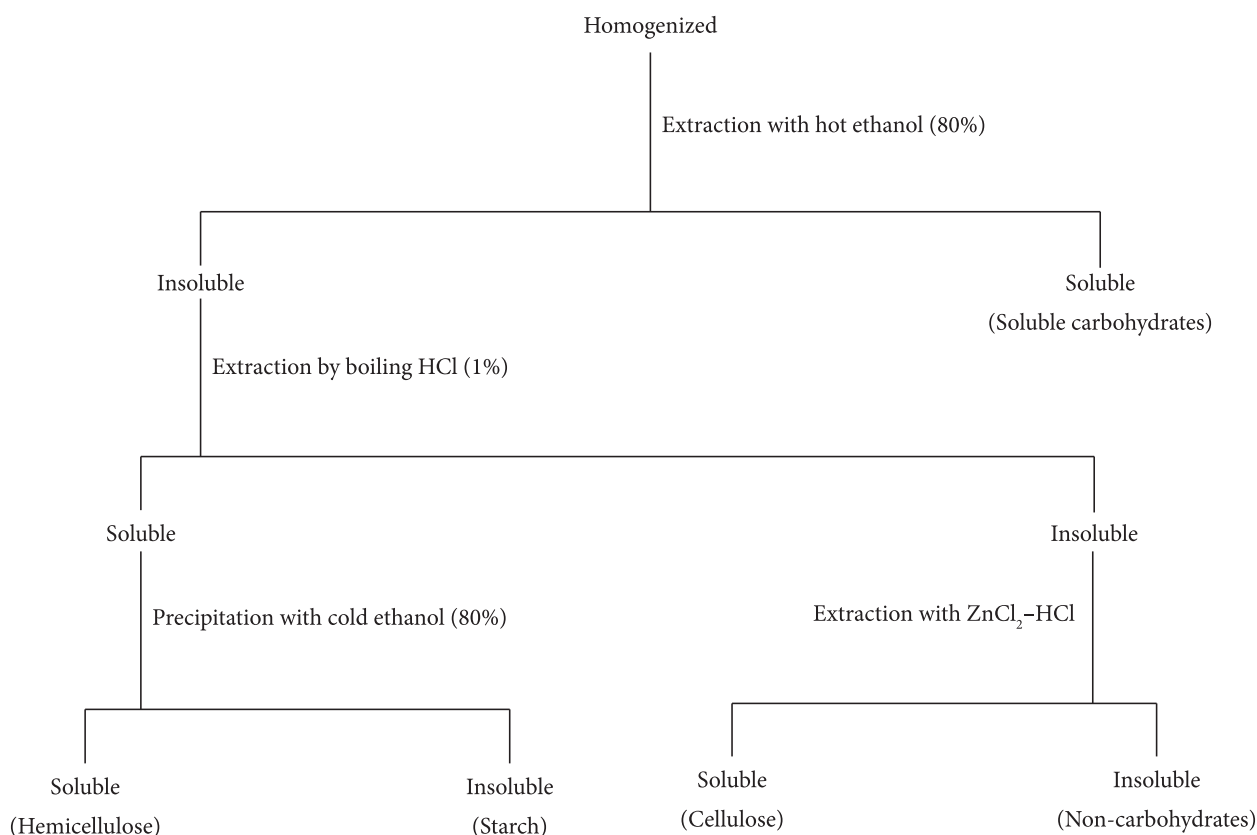 Homogenized
Extraction with hot ethanol (80%)
Insoluble
Soluble
(Soluble carbohydrates)
Extraction by boiling HCl (1%)
Soluble
Insoluble
Precipitation with cold ethanol (80%)
Extraction with ZnCl₂–HCl
Soluble
(Hemicellulose)
Insoluble
(Starch)
Soluble
(Cellulose)
Insoluble
(Non-carbohydrates)